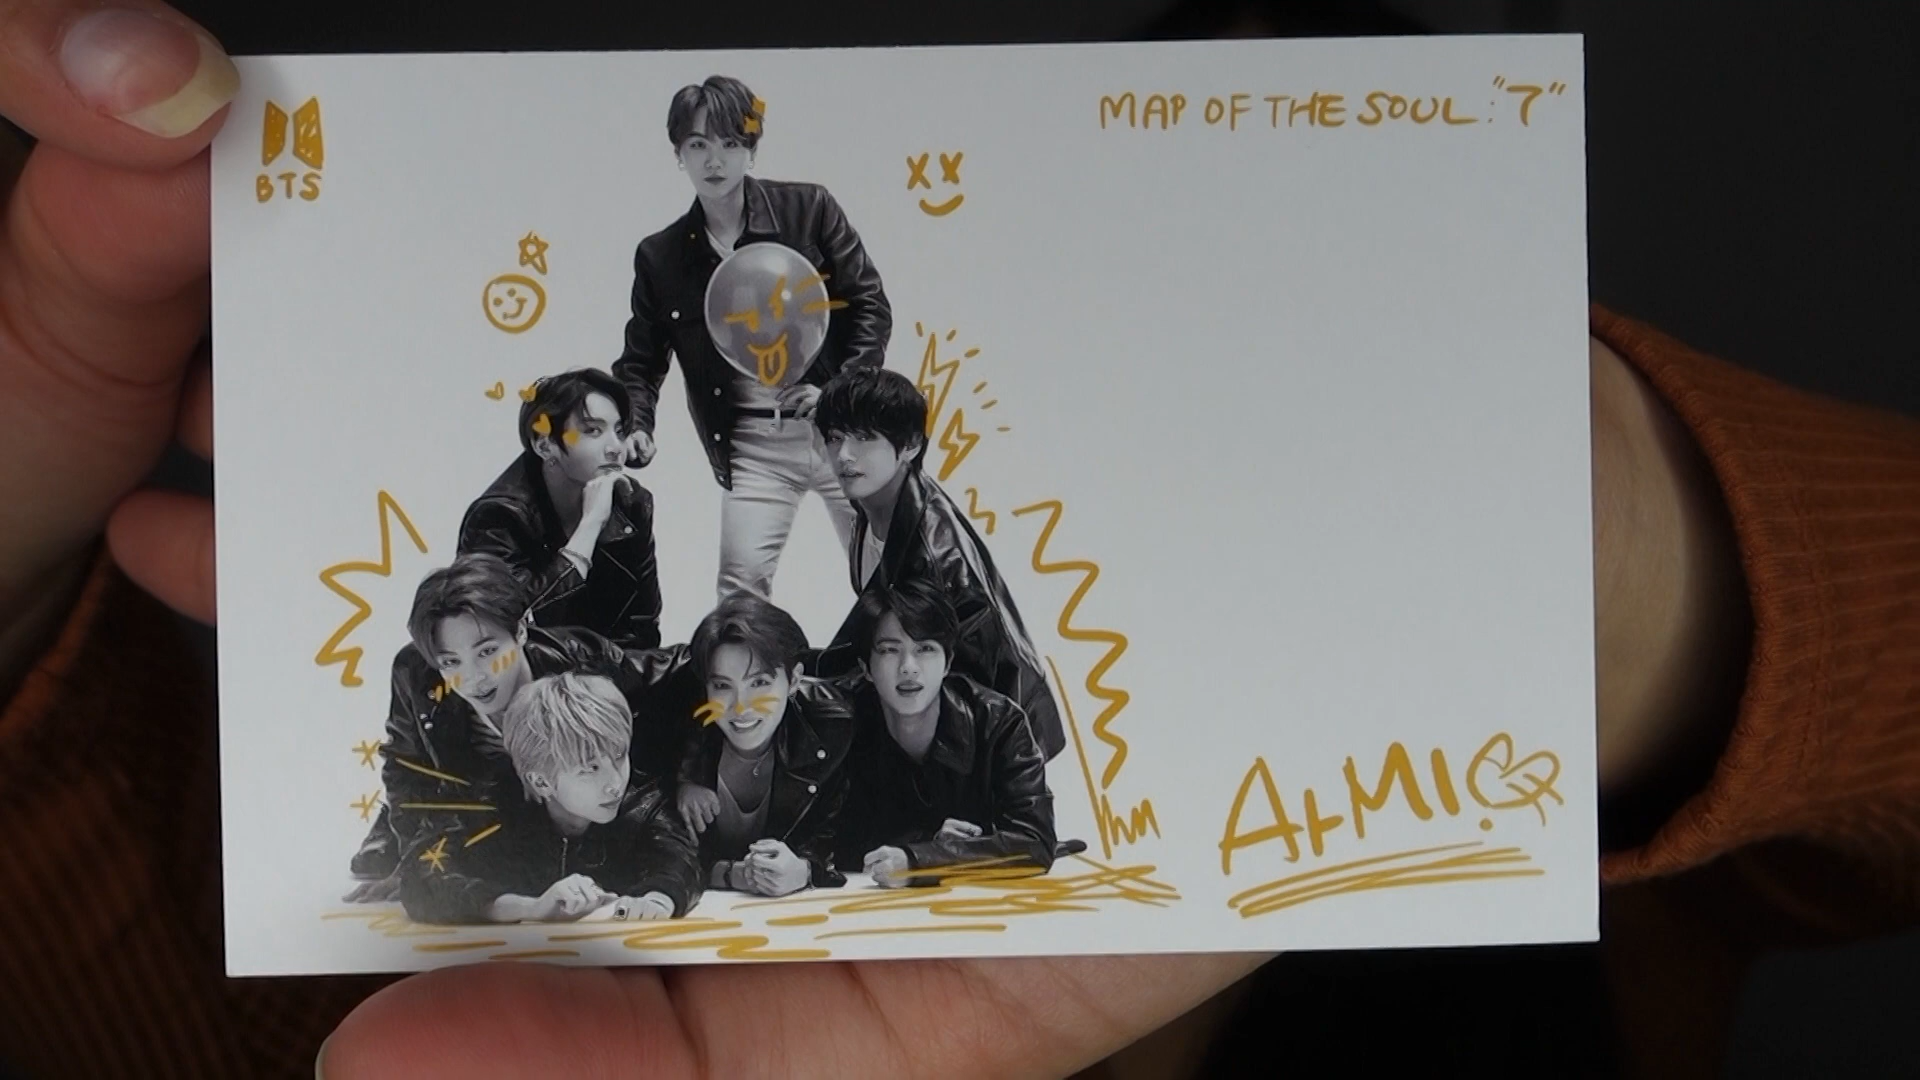 BTS
MAP OF THE SOUL : "7"
ARMY